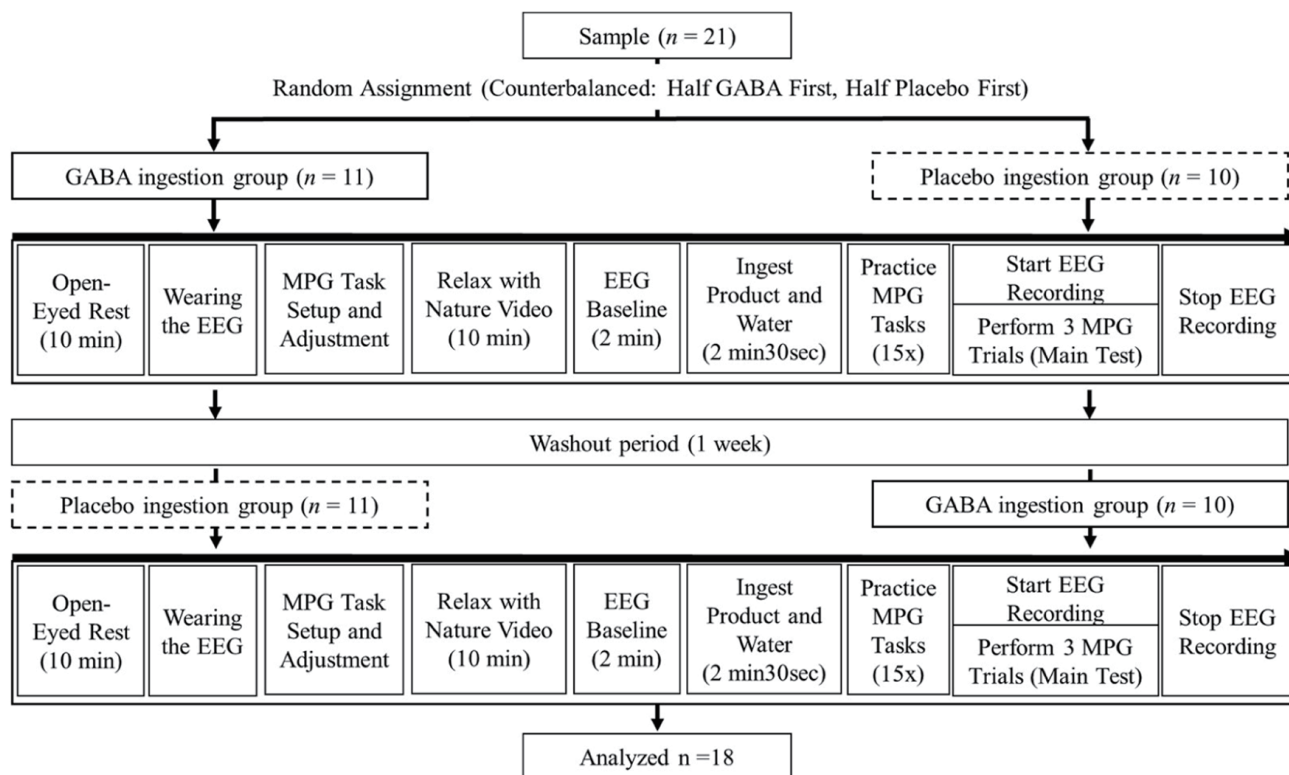 Sample (n = 21)
Random Assignment (Counterbalanced: Half GABA First, Half Placebo First)
GABA ingestion group (n = 11)
Placebo ingestion group (n = 10)
Open-
Eyed Rest
(10 min)
Wearing
the EEG
MPG Task
Setup and
Adjustment
Relax with
Nature Video
(10 min)
EEG
Baseline
(2 min)
Ingest
Product and
Water
(2 min30sec)
Practice
MPG
Tasks
(15x)
Start EEG
Recording
Perform 3 MPG
Trials (Main Test)
Stop EEG
Recording
Washout period (1 week)
Placebo ingestion group (n = 11)
GABA ingestion group (n = 10)
Open-
Eyed Rest
(10 min)
Wearing
the EEG
MPG Task
Setup and
Adjustment
Relax with
Nature Video
(10 min)
EEG
Baseline
(2 min)
Ingest
Product and
Water
(2 min30sec)
Practice
MPG
Tasks
(15x)
Start EEG
Recording
Perform 3 MPG
Trials (Main Test)
Stop EEG
Recording
Analyzed n =18